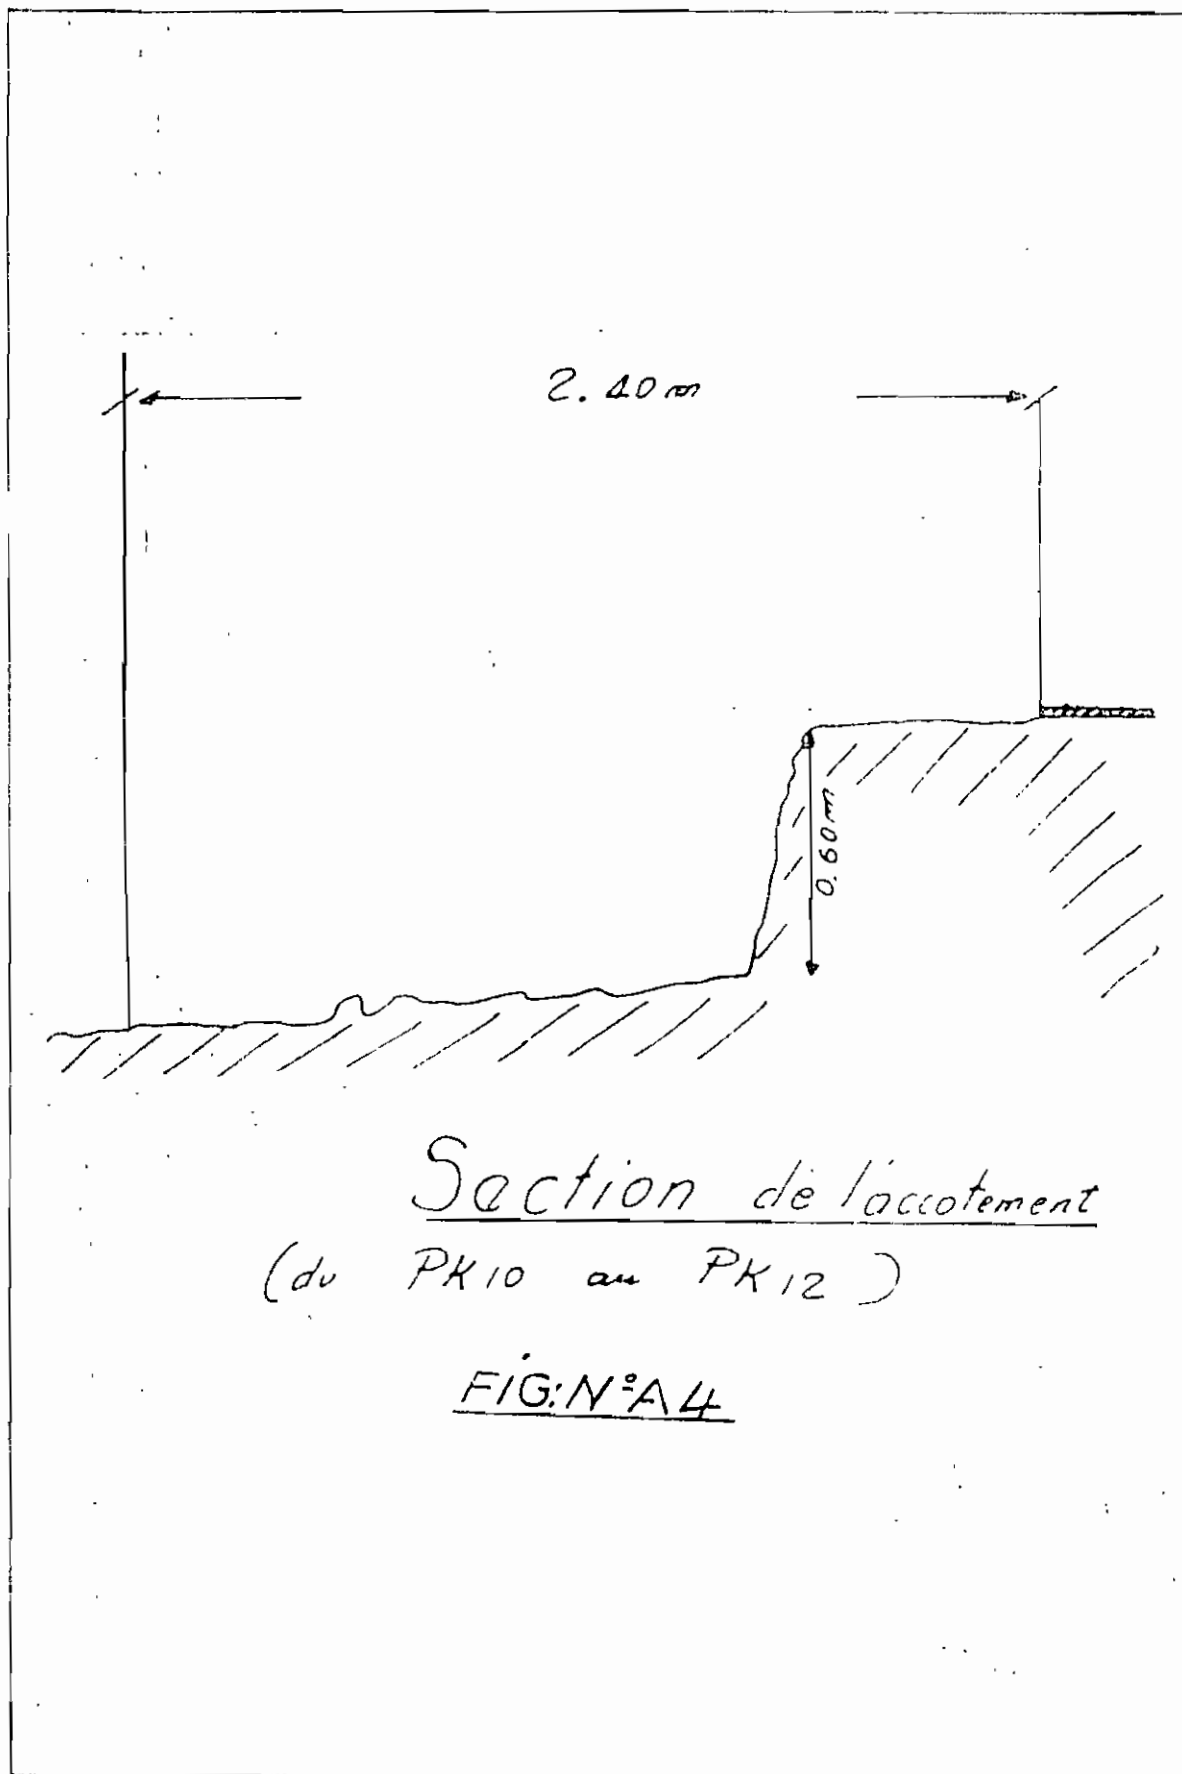 2.40m
0.60m
Section de l'accotement
(du PK10 au PK12)
FIG:N°A4